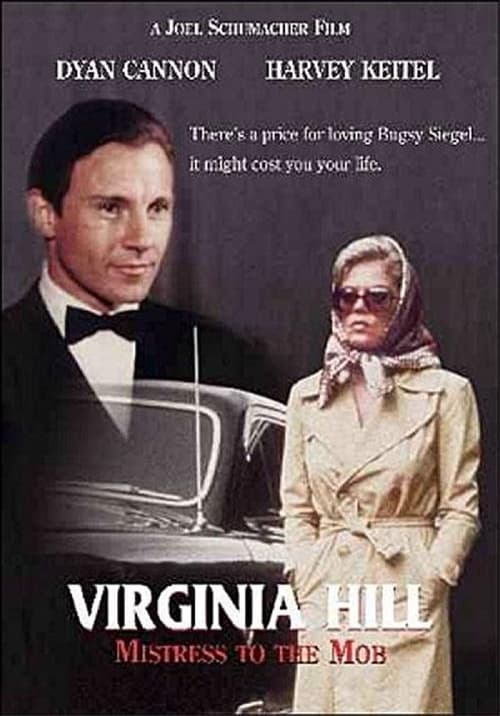 A JOEL SCHUMACHER FILM
DYAN CANNON HARVEY KEITEL
There's a price for loving Bugsy Siegel...
it might cost you your life.
VIRGINIA HILL
MISTRESS TO THE MOB